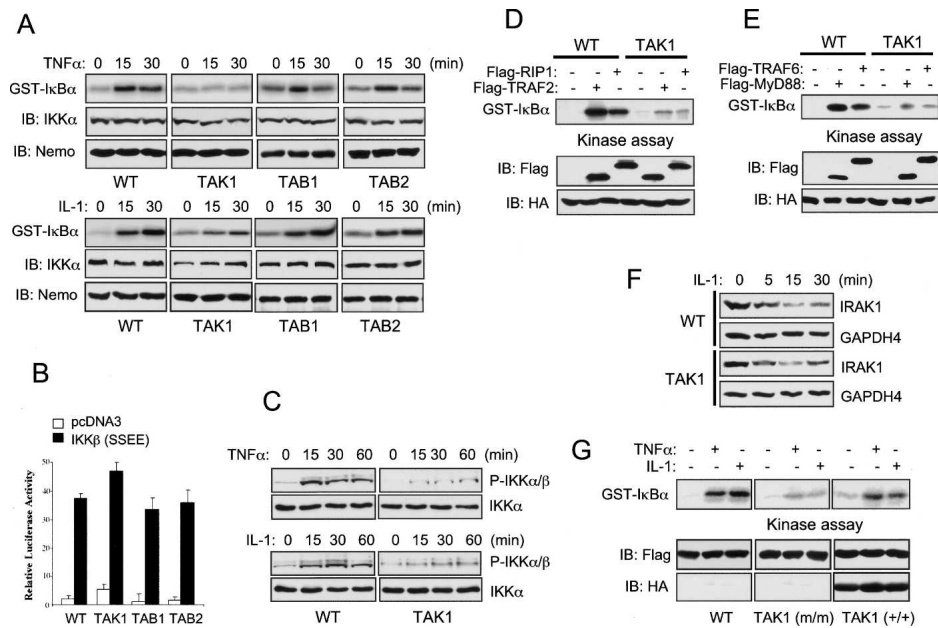 A
TNFα: 0 15 30 0 15 30 0 15 30 0 15 30 (min)
GST-IκBα
IB: IKKα
IB: Nemo
WT TAK1 TAB1 TAB2
IL-1: 0 15 30 0 15 30 0 15 30 0 15 30 (min)
GST-IκBα
IB: IKKα
IB: Nemo
WT TAK1 TAB1 TAB2
B
pcDNA3
IKKβ (SSEE)
Relative Luciferase Activity
50
40
30
20
10
0
WT TAK1 TAB1 TAB2
C
TNFα: 0 15 30 60 0 15 30 60 (min)
P-IKKα/β
IKKα
IL-1: 0 15 30 60 0 15 30 60 (min)
P-IKKα/β
IKKα
WT TAK1
D
WT TAK1
Flag-RIP1 - - + - - +
Flag-TRAF2: - + - - + -
GST-IκBα
Kinase assay
IB: Flag
IB: HA
E
WT TAK1
Flag-TRAF6: - - + - - +
Flag-MyD88: - + - - + -
GST-IκBα
Kinase assay
IB: Flag
IB: HA
F
IL-1: 0 5 15 30 (min)
WT
IRAK1
GAPDH4
TAK1
IRAK1
GAPDH4
G
TNFα: - + - - + - - + -
IL-1: - - + - - + - - +
GST-IκBα
Kinase assay
IB: Flag
IB: HA
WT TAK1 (m/m) TAK1 (+/+)